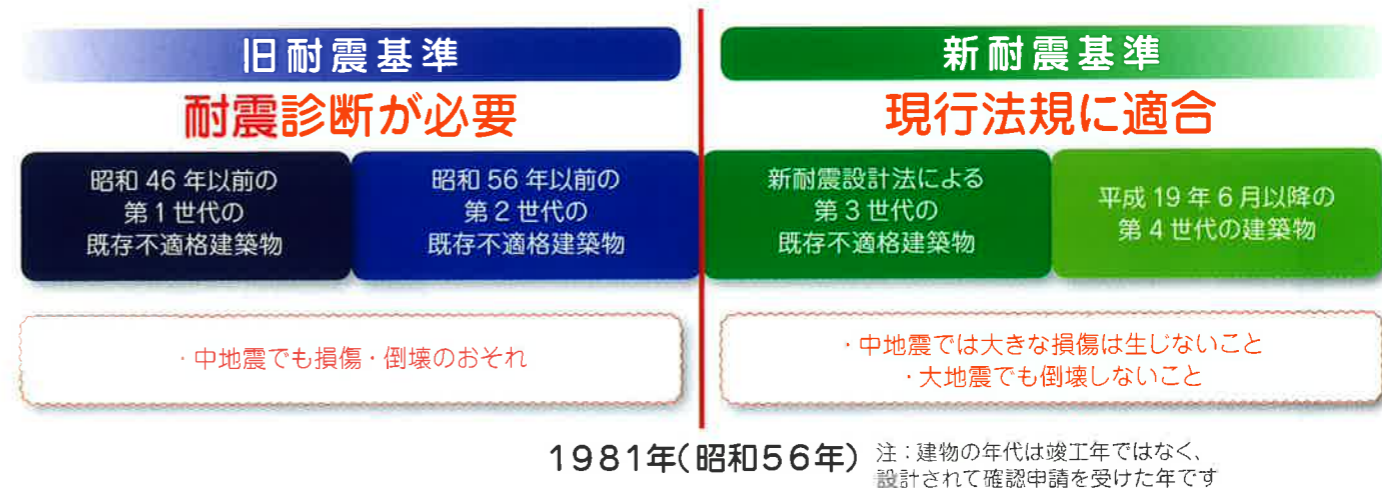 旧耐震基準
耐震診断が必要
昭和 46 年以前の
第 1 世代の
既存不適格建築物
昭和 56 年以前の
第 2 世代の
既存不適格建築物
・中地震でも損傷・倒壊のおそれ
新耐震基準
現行法規に適合
新耐震設計法による
第 3 世代の
既存不適格建築物
平成 19 年 6 月以降の
第 4 世代の建築物
・中地震では大きな損傷は生じないこと
・大地震でも倒壊しないこと
1981年(昭和56年)
注：建物の年代は竣工年ではなく、
設計されて確認申請を受けた年です